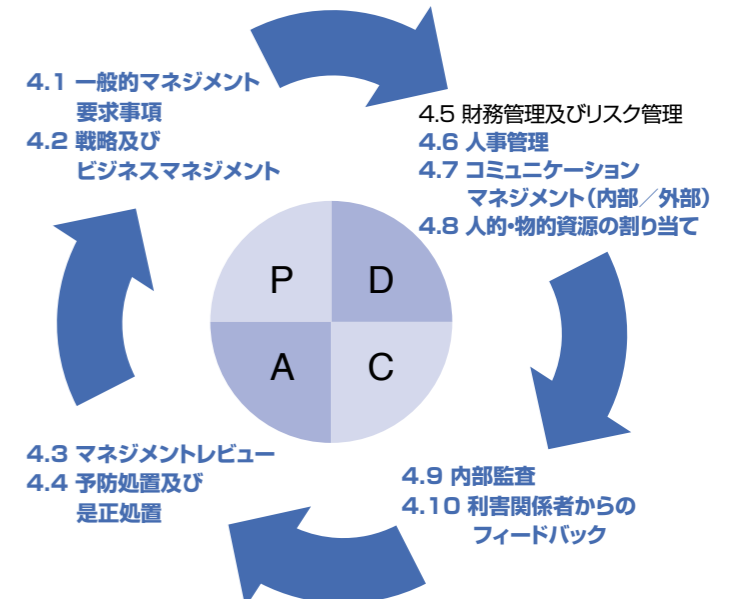 4.1 一般的マネジメント
要求事項
4.2 戦略及び
ビジネスマネジメント
4.5 財務管理及びリスク管理
4.6 人事管理
4.7 コミュニケーション
マネジメント（内部／外部）
4.8 人的・物的資源の割り当て
P
D
A
C
4.3 マネジメントレビュー
4.4 予防処置及び
是正処置
4.9 内部監査
4.10 利害関係者からの
フィードバック